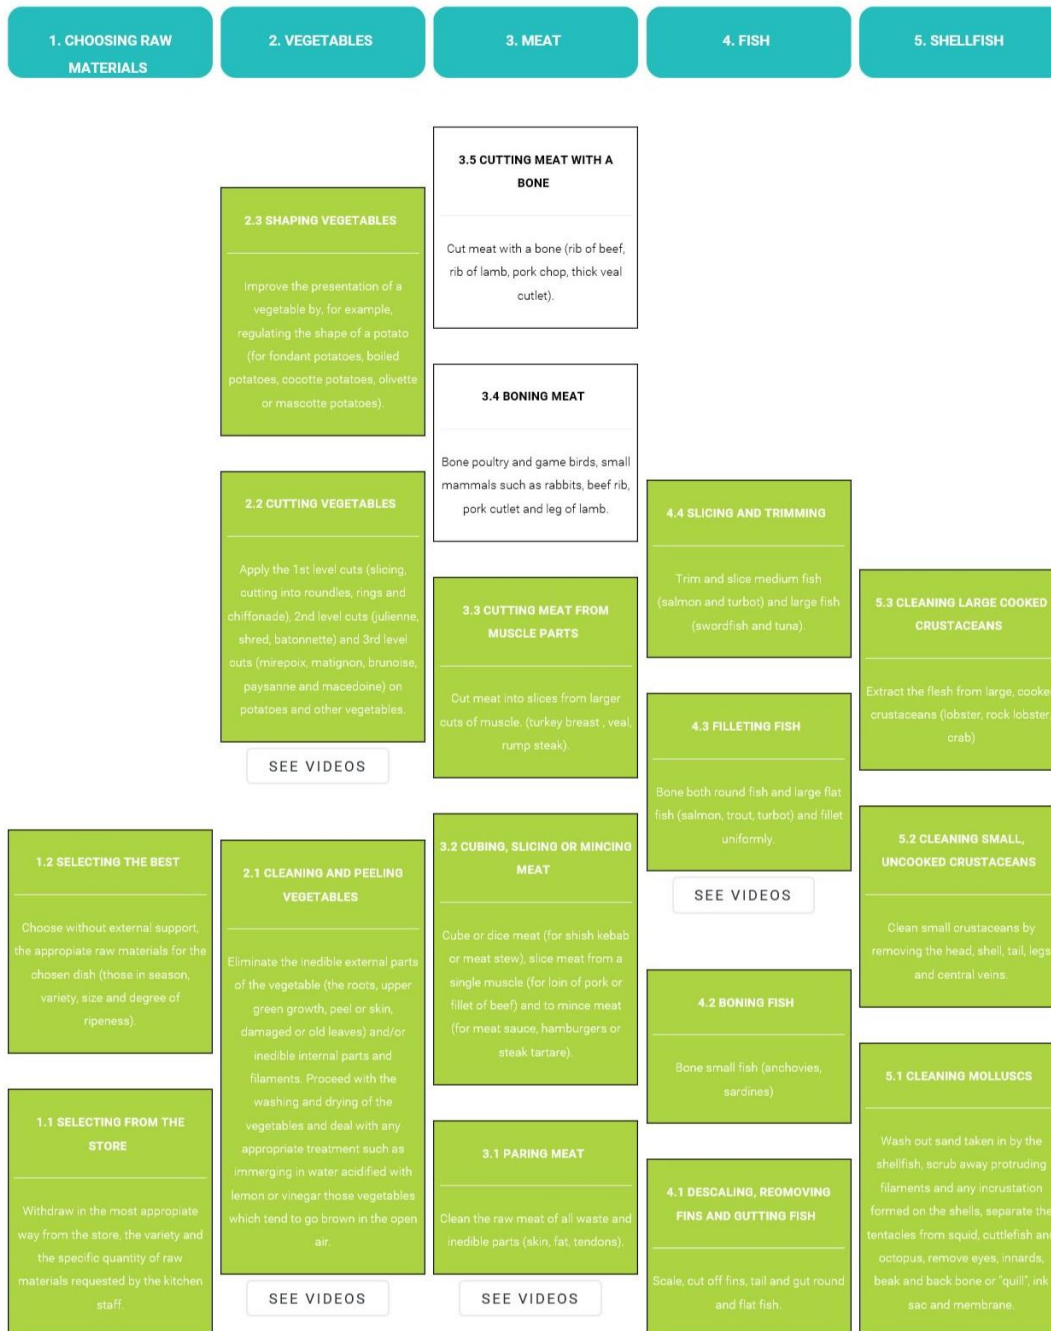 1. CHOOSING RAW
MATERIALS
2. VEGETABLES
3. MEAT
4. FISH
5. SHELLFISH
1.2 SELECTING THE BEST
Choose without external support,
the appropiate raw materials for the
chosen dish (those in season,
variety, size and degree of
ripeness).
1.1 SELECTING FROM THE
STORE
Withdraw in the most appropiate
way from the store, the variety and
the specific quantity of raw
materials requested by the kitchen
staff.
2.3 SHAPING VEGETABLES
Improve the presentation of a
vegetable by, for example,
regulating the shape of a potato
(for fondant potatoes, boiled
potatoes, cocotte potatoes, olivette
or mascotte potatoes).
2.2 CUTTING VEGETABLES
Apply the 1st level cuts (slicing,
cutting into roundles, rings and
chiffonade), 2nd level cuts (julienne,
shred, batonnette) and 3rd level
cuts (mirepoix, matignon, brunoise,
paysanne and macedoine) on
potatoes and other vegetables.
SEE VIDEOS
2.1 CLEANING AND PEELING
VEGETABLES
Eliminate the inedible external parts
of the vegetable (the roots, upper
green growth, peel or skin,
damaged or old leaves) and/or
inedible internal parts and
filaments. Proceed with the
washing and drying of the
vegetables and deal with any
appropriate treatment such as
immerging in water acidified with
lemon or vinegar those vegetables
which tend to go brown in the open
air.
SEE VIDEOS
3.5 CUTTING MEAT WITH A
BONE
Cut meat with a bone (rib of beef,
rib of lamb, pork chop, thick veal
cutlet).
3.4 BONING MEAT
Bone poultry and game birds, small
mammals such as rabbits, beef rib,
pork cutlet and leg of lamb.
3.3 CUTTING MEAT FROM
MUSCLE PARTS
Cut meat into slices from larger
cuts of muscle. (turkey breast , veal,
rump steak).
3.2 CUBING, SLICING OR MINCING
MEAT
Cube or dice meat (for shish kebab
or meat stew), slice meat from a
single muscle (for loin of pork or
fillet of beef) and to mince meat
(for meat sauce, hamburgers or
steak tartare).
3.1 PARING MEAT
Clean the raw meat of all waste and
inedible parts (skin, fat, tendons).
SEE VIDEOS
4.4 SLICING AND TRIMMING
Trim and slice medium fish
(salmon and turbot) and large fish
(swordfish and tuna).
4.3 FILLETING FISH
Bone both round fish and large flat
fish (salmon, trout, turbot) and fillet
uniformly.
SEE VIDEOS
4.2 BONING FISH
Bone small fish (anchovies,
sardines)
4.1 DESCALING, REOMOVING
FINS AND GUTTING FISH
Scale, cut off fins, tail and gut round
and flat fish.
5.3 CLEANING LARGE COOKED
CRUSTACEANS
Extract the flesh from large, cooked
crustaceans (lobster, rock lobster,
crab)
5.2 CLEANING SMALL,
UNCOOKED CRUSTACEANS
Clean small crustaceans by
removing the head, shell, tail, legs
and central veins.
5.1 CLEANING MOLLUSCS
Wash out sand taken in by the
shellfish, scrub away protruding
filaments and any incrustation
formed on the shells, separate the
tentacles from squid, cuttlefish and
octopus, remove eyes, innards,
beak and back bone or "quill", ink
sac and membrane.